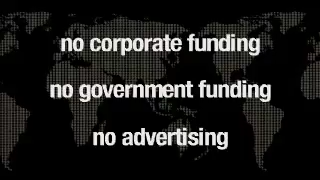 no corporate funding
no government funding
no advertising